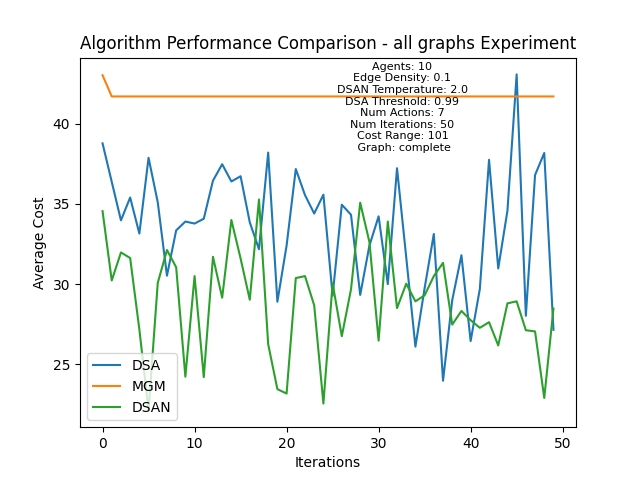 Algorithm Performance Comparison - all graphs Experiment
Agents: 10
Edge Density: 0.1
DSAN Temperature: 2.0
DSA Threshold: 0.99
Num Actions: 7
Num Iterations: 50
Cost Range: 101
Graph: complete
Average Cost
40
35
30
25
DSA
MGM
DSAN
0
10
20
30
40
50
Iterations